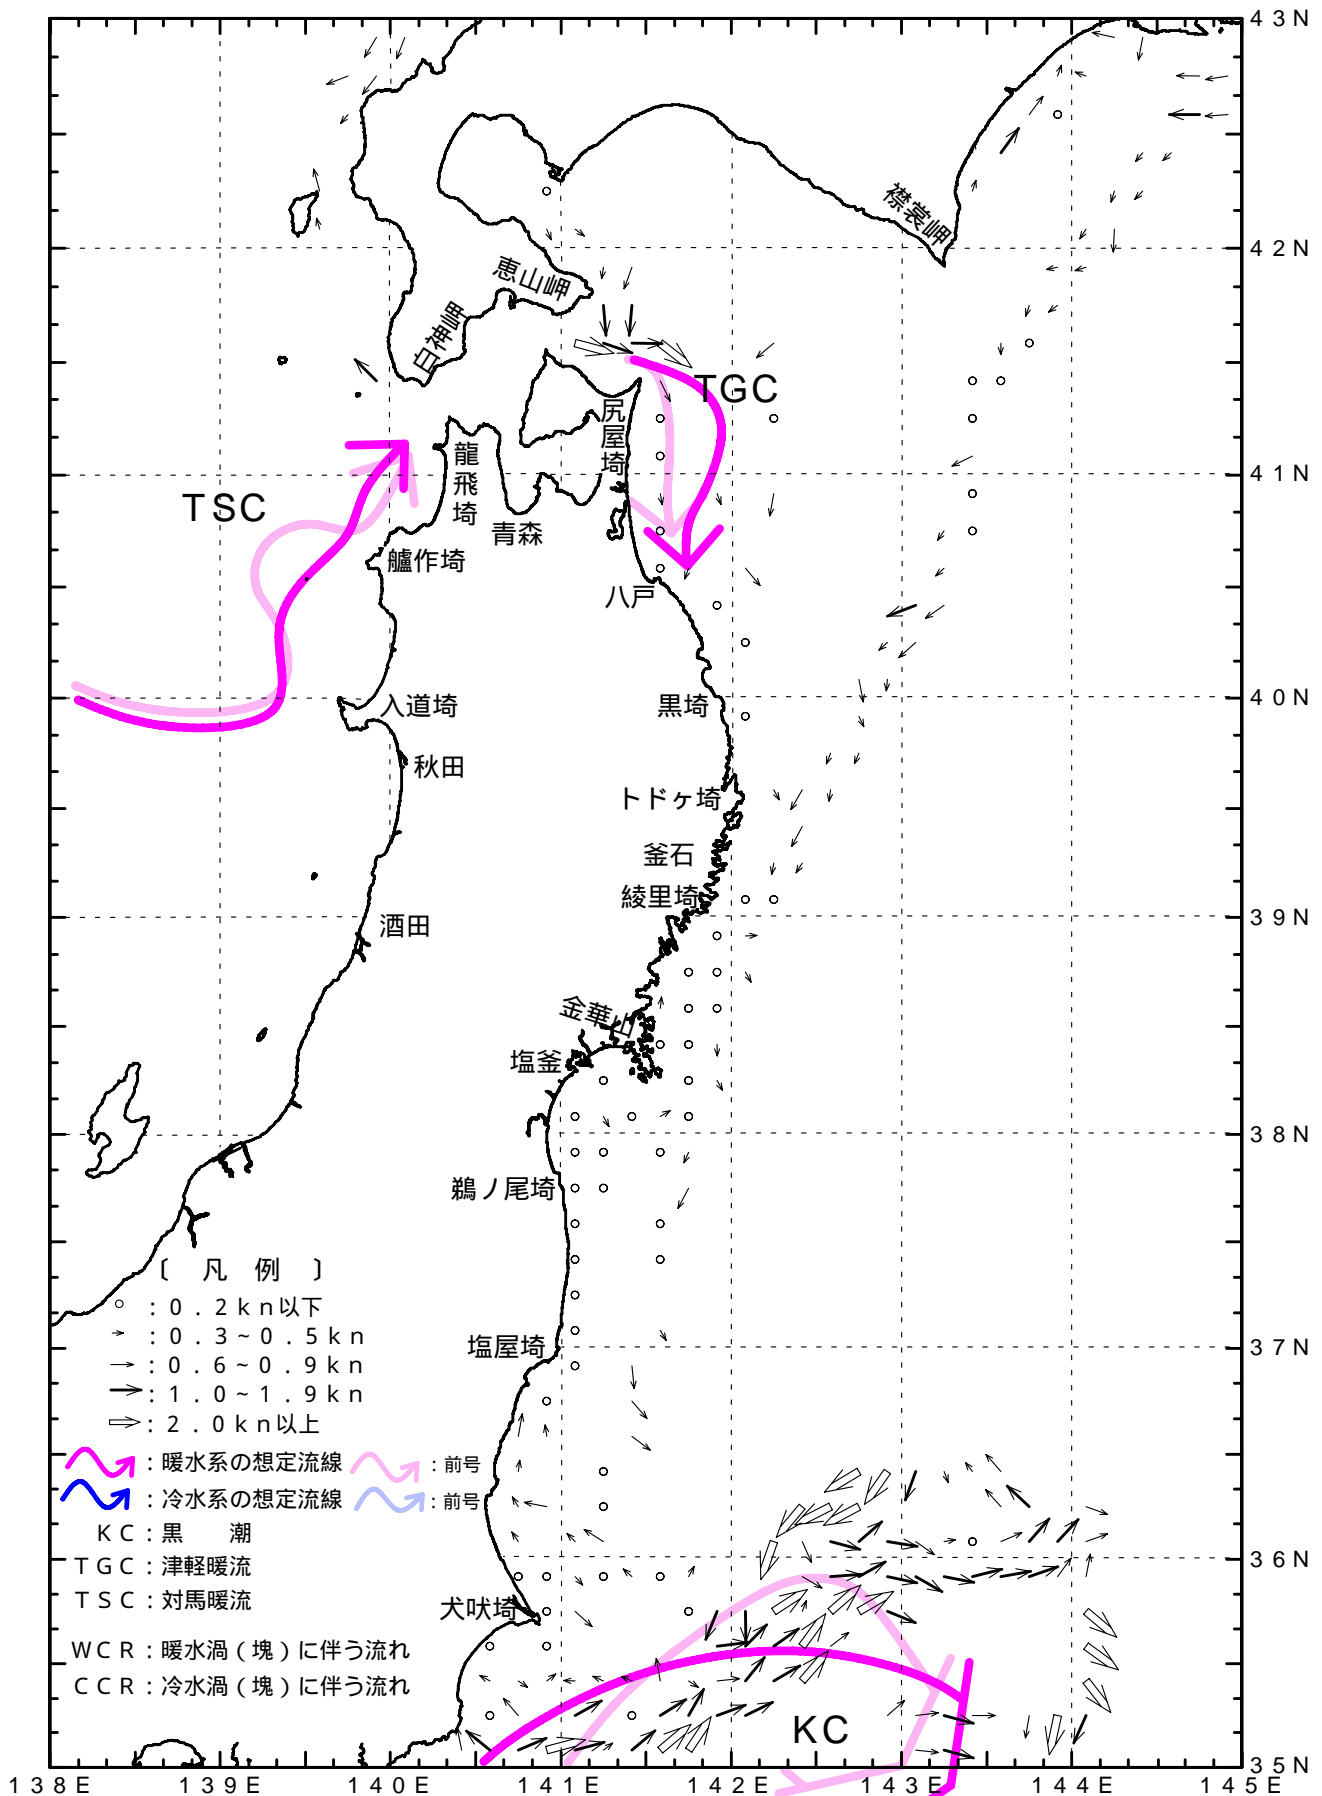 43N
襟裳岬
42N
恵山岬
白神岬
TGC
尻屋埼
龍飛埼
41N
TSC
青森
艫作埼
八戸
入道埼
黒埼
40N
秋田
トドヶ埼
釜石
綾里埼
39N
酒田
金華山
塩釜
38N
鵜ノ尾埼
〔 凡 例 〕
：0．2kn以下
：0．3~0．5kn
塩屋埼
37N
：0．6~0．9kn
：1．0~1．9kn
：2．0kn以上
：暖水系の想定流線 ：前号
：冷水系の想定流線 ：前号
KC：黒 潮
TGC：津軽暖流
36N
TSC：対馬暖流
犬吠埼
WCR：暖水渦（塊）に伴う流れ
CCR：冷水渦（塊）に伴う流れ
KC
35N
138E 139E 140E 141E 142E 143E 144E 145E